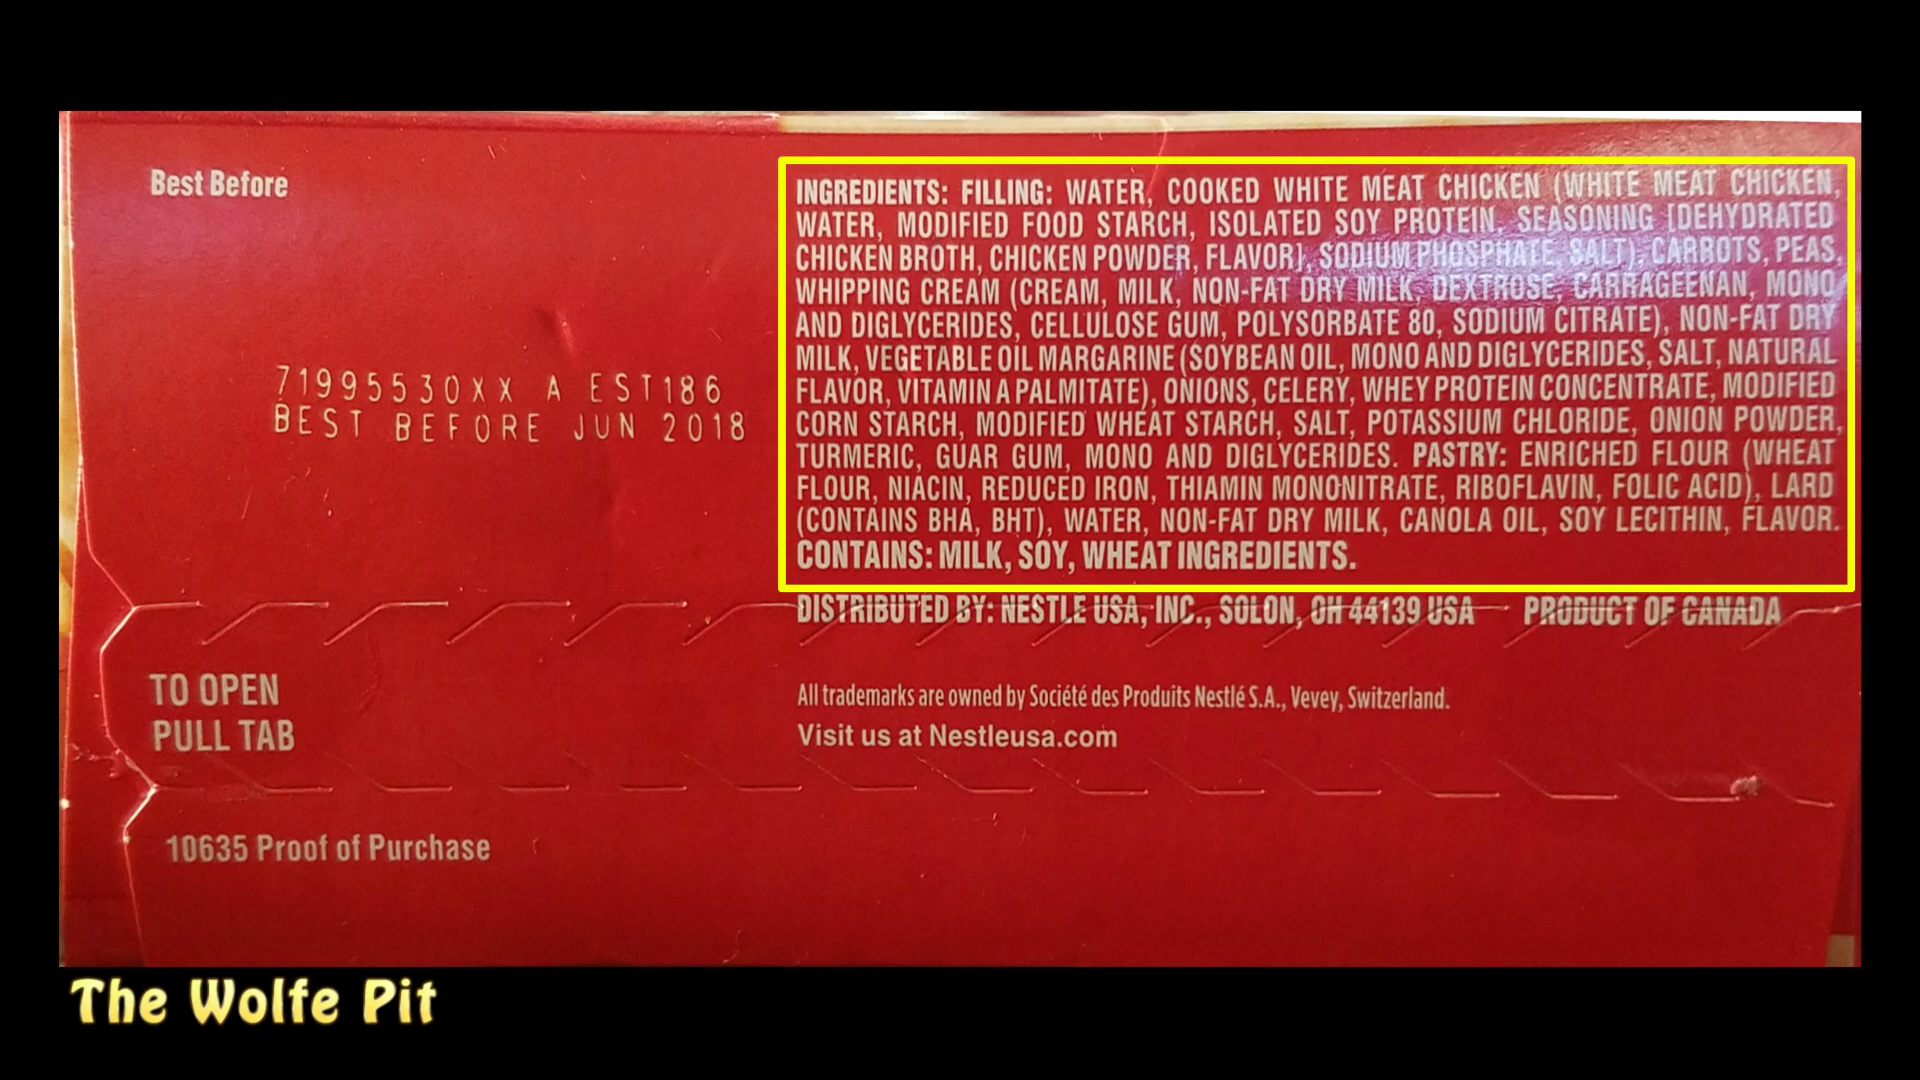 Best Before
71995530XX A EST186
BEST BEFORE JUN 2018
TO OPEN
PULL TAB
10635 Proof of Purchase
INGREDIENTS: FILLING: WATER, COOKED WHITE MEAT CHICKEN (WHITE MEAT CHICKEN,
WATER, MODIFIED FOOD STARCH, ISOLATED SOY PROTEIN, SEASONING [DEHYDRATED
CHICKEN BROTH, CHICKEN POWDER, FLAVOR], SODIUM PHOSPHATE, SALT), CARROTS, PEAS,
WHIPPING CREAM (CREAM, MILK, NON-FAT DRY MILK, DEXTROSE, CARRAGEENAN, MONO
AND DIGLYCERIDES, CELLULOSE GUM, POLYSORBATE 80, SODIUM CITRATE), NON-FAT DRY
MILK, VEGETABLE OIL MARGARINE (SOYBEAN OIL, MONO AND DIGLYCERIDES, SALT, NATURAL
FLAVOR, VITAMIN A PALMITATE), ONIONS, CELERY, WHEY PROTEIN CONCENTRATE, MODIFIED
CORN STARCH, MODIFIED WHEAT STARCH, SALT, POTASSIUM CHLORIDE, ONION POWDER,
TURMERIC, GUAR GUM, MONO AND DIGLYCERIDES. PASTRY: ENRICHED FLOUR (WHEAT
FLOUR, NIACIN, REDUCED IRON, THIAMIN MONONITRATE, RIBOFLAVIN, FOLIC ACID), LARD
(CONTAINS BHA, BHT), WATER, NON-FAT DRY MILK, CANOLA OIL, SOY LECITHIN, FLAVOR.
CONTAINS: MILK, SOY, WHEAT INGREDIENTS.
DISTRIBUTED BY: NESTLÉ USA, INC., SOLON, OH 44139 USA PRODUCT OF CANADA
All trademarks are owned by Société des Produits Nestlé S.A., Vevey, Switzerland.
Visit us at Nestleusa.com
The Wolfe Pit